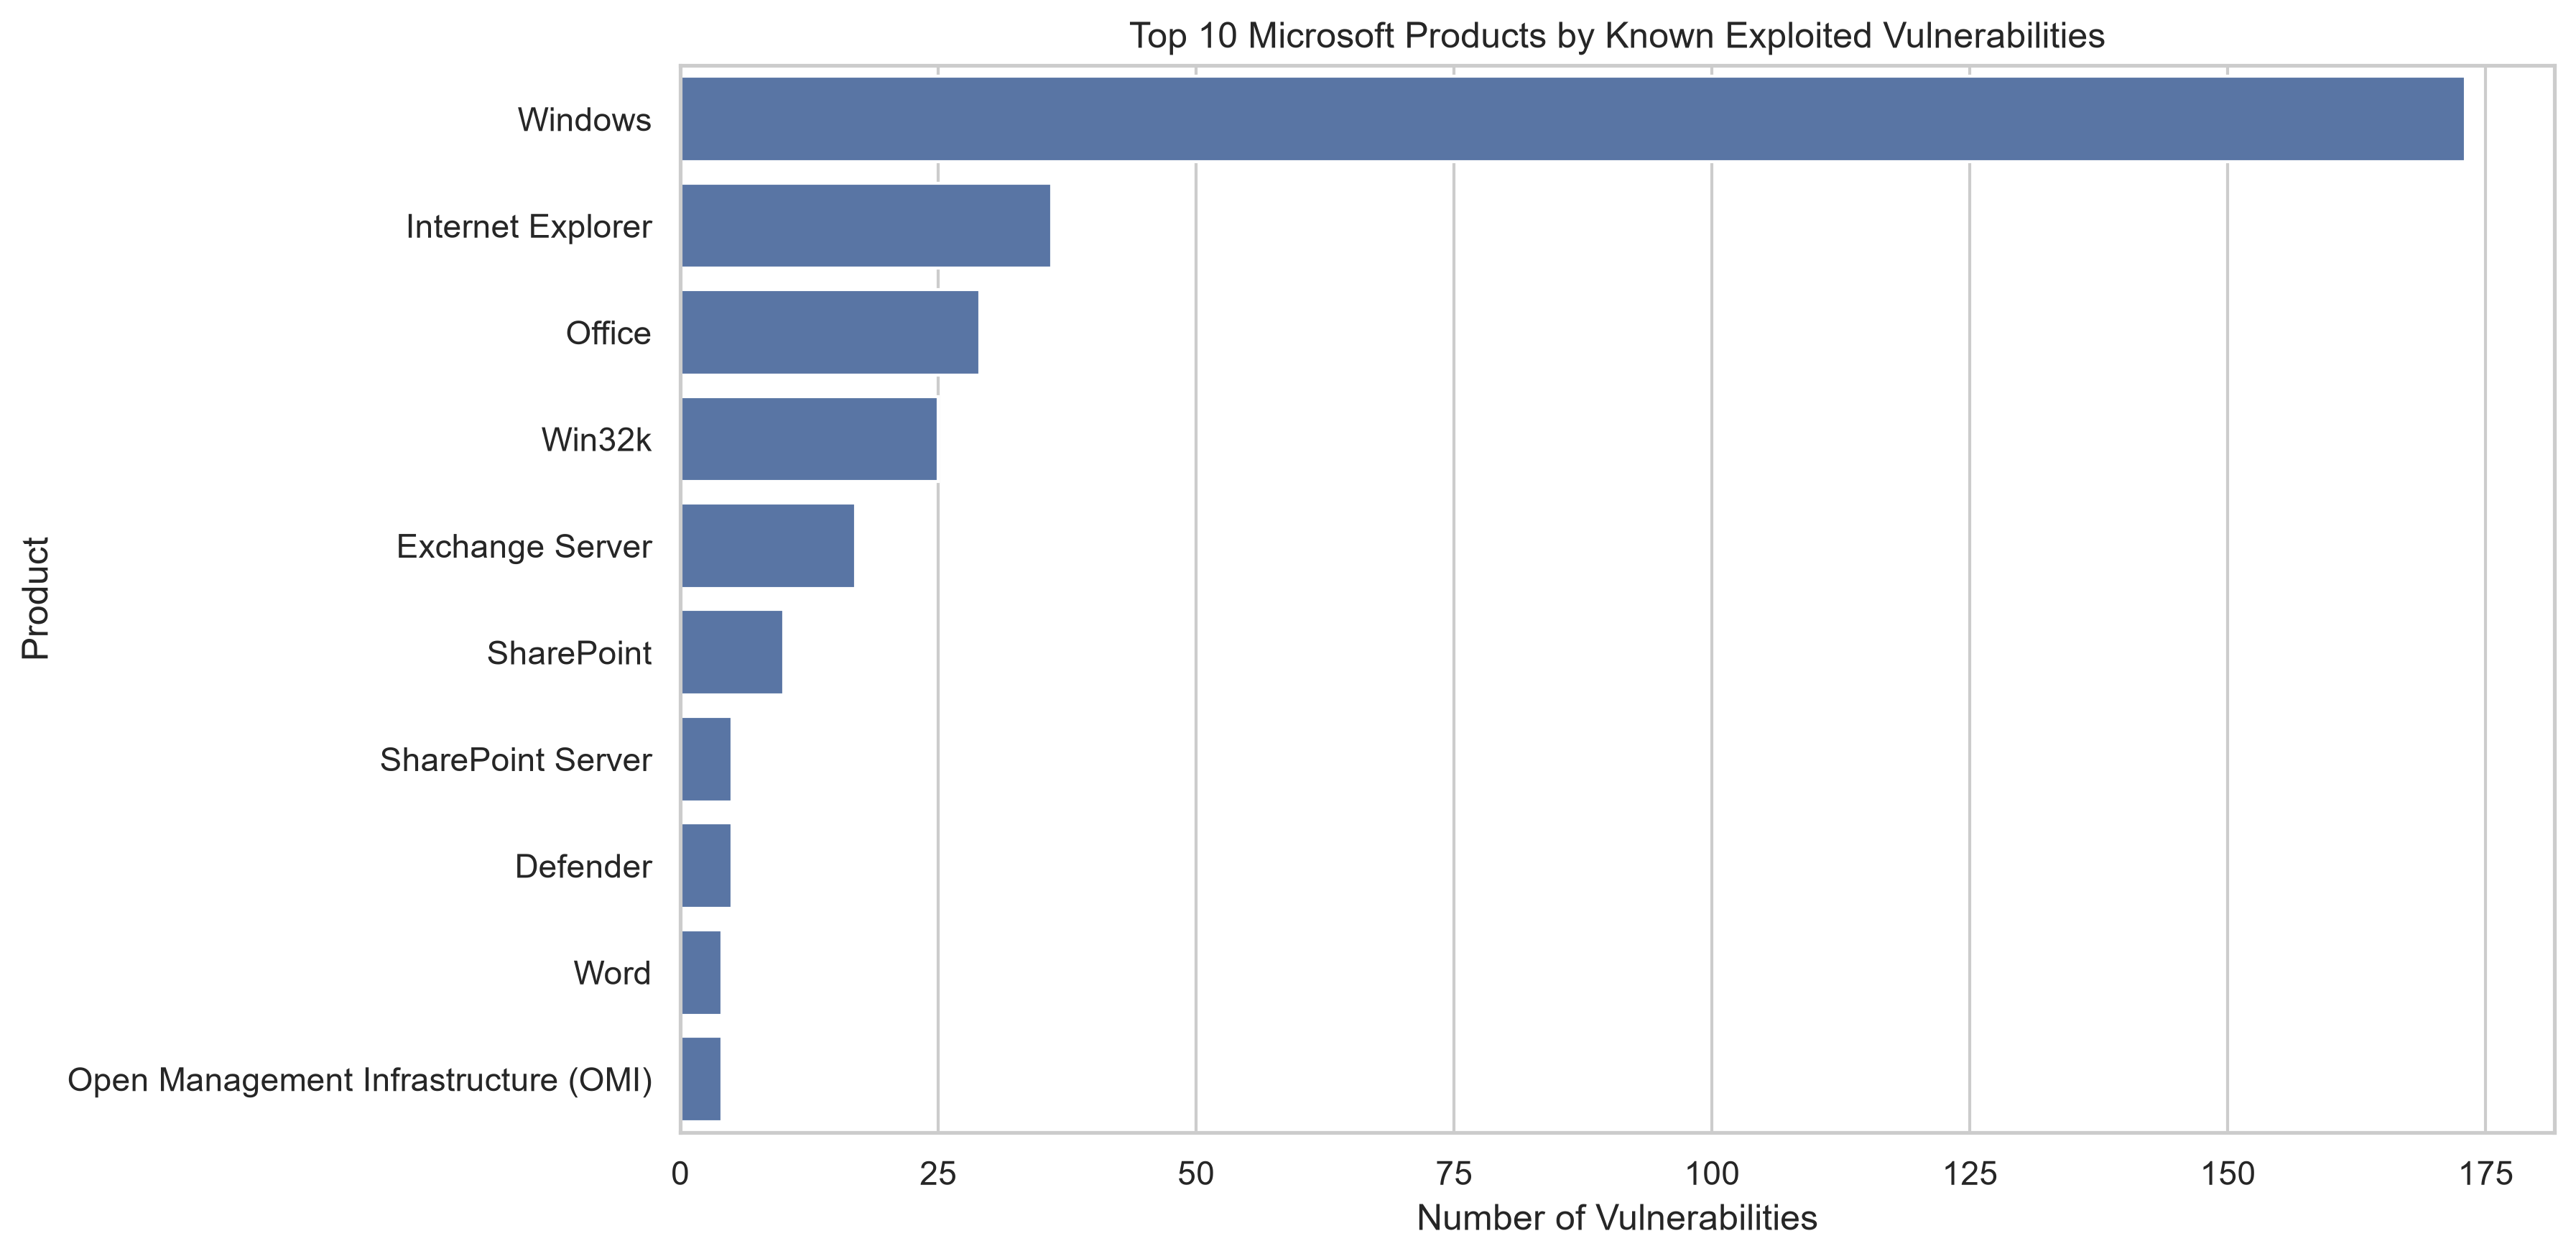 Top 10 Microsoft Products by Known Exploited Vulnerabilities
Product
Windows
Internet Explorer
Office
Win32k
Exchange Server
SharePoint
SharePoint Server
Defender
Word
Open Management Infrastructure (OMI)
0 25 50 75 100 125 150 175
Number of Vulnerabilities